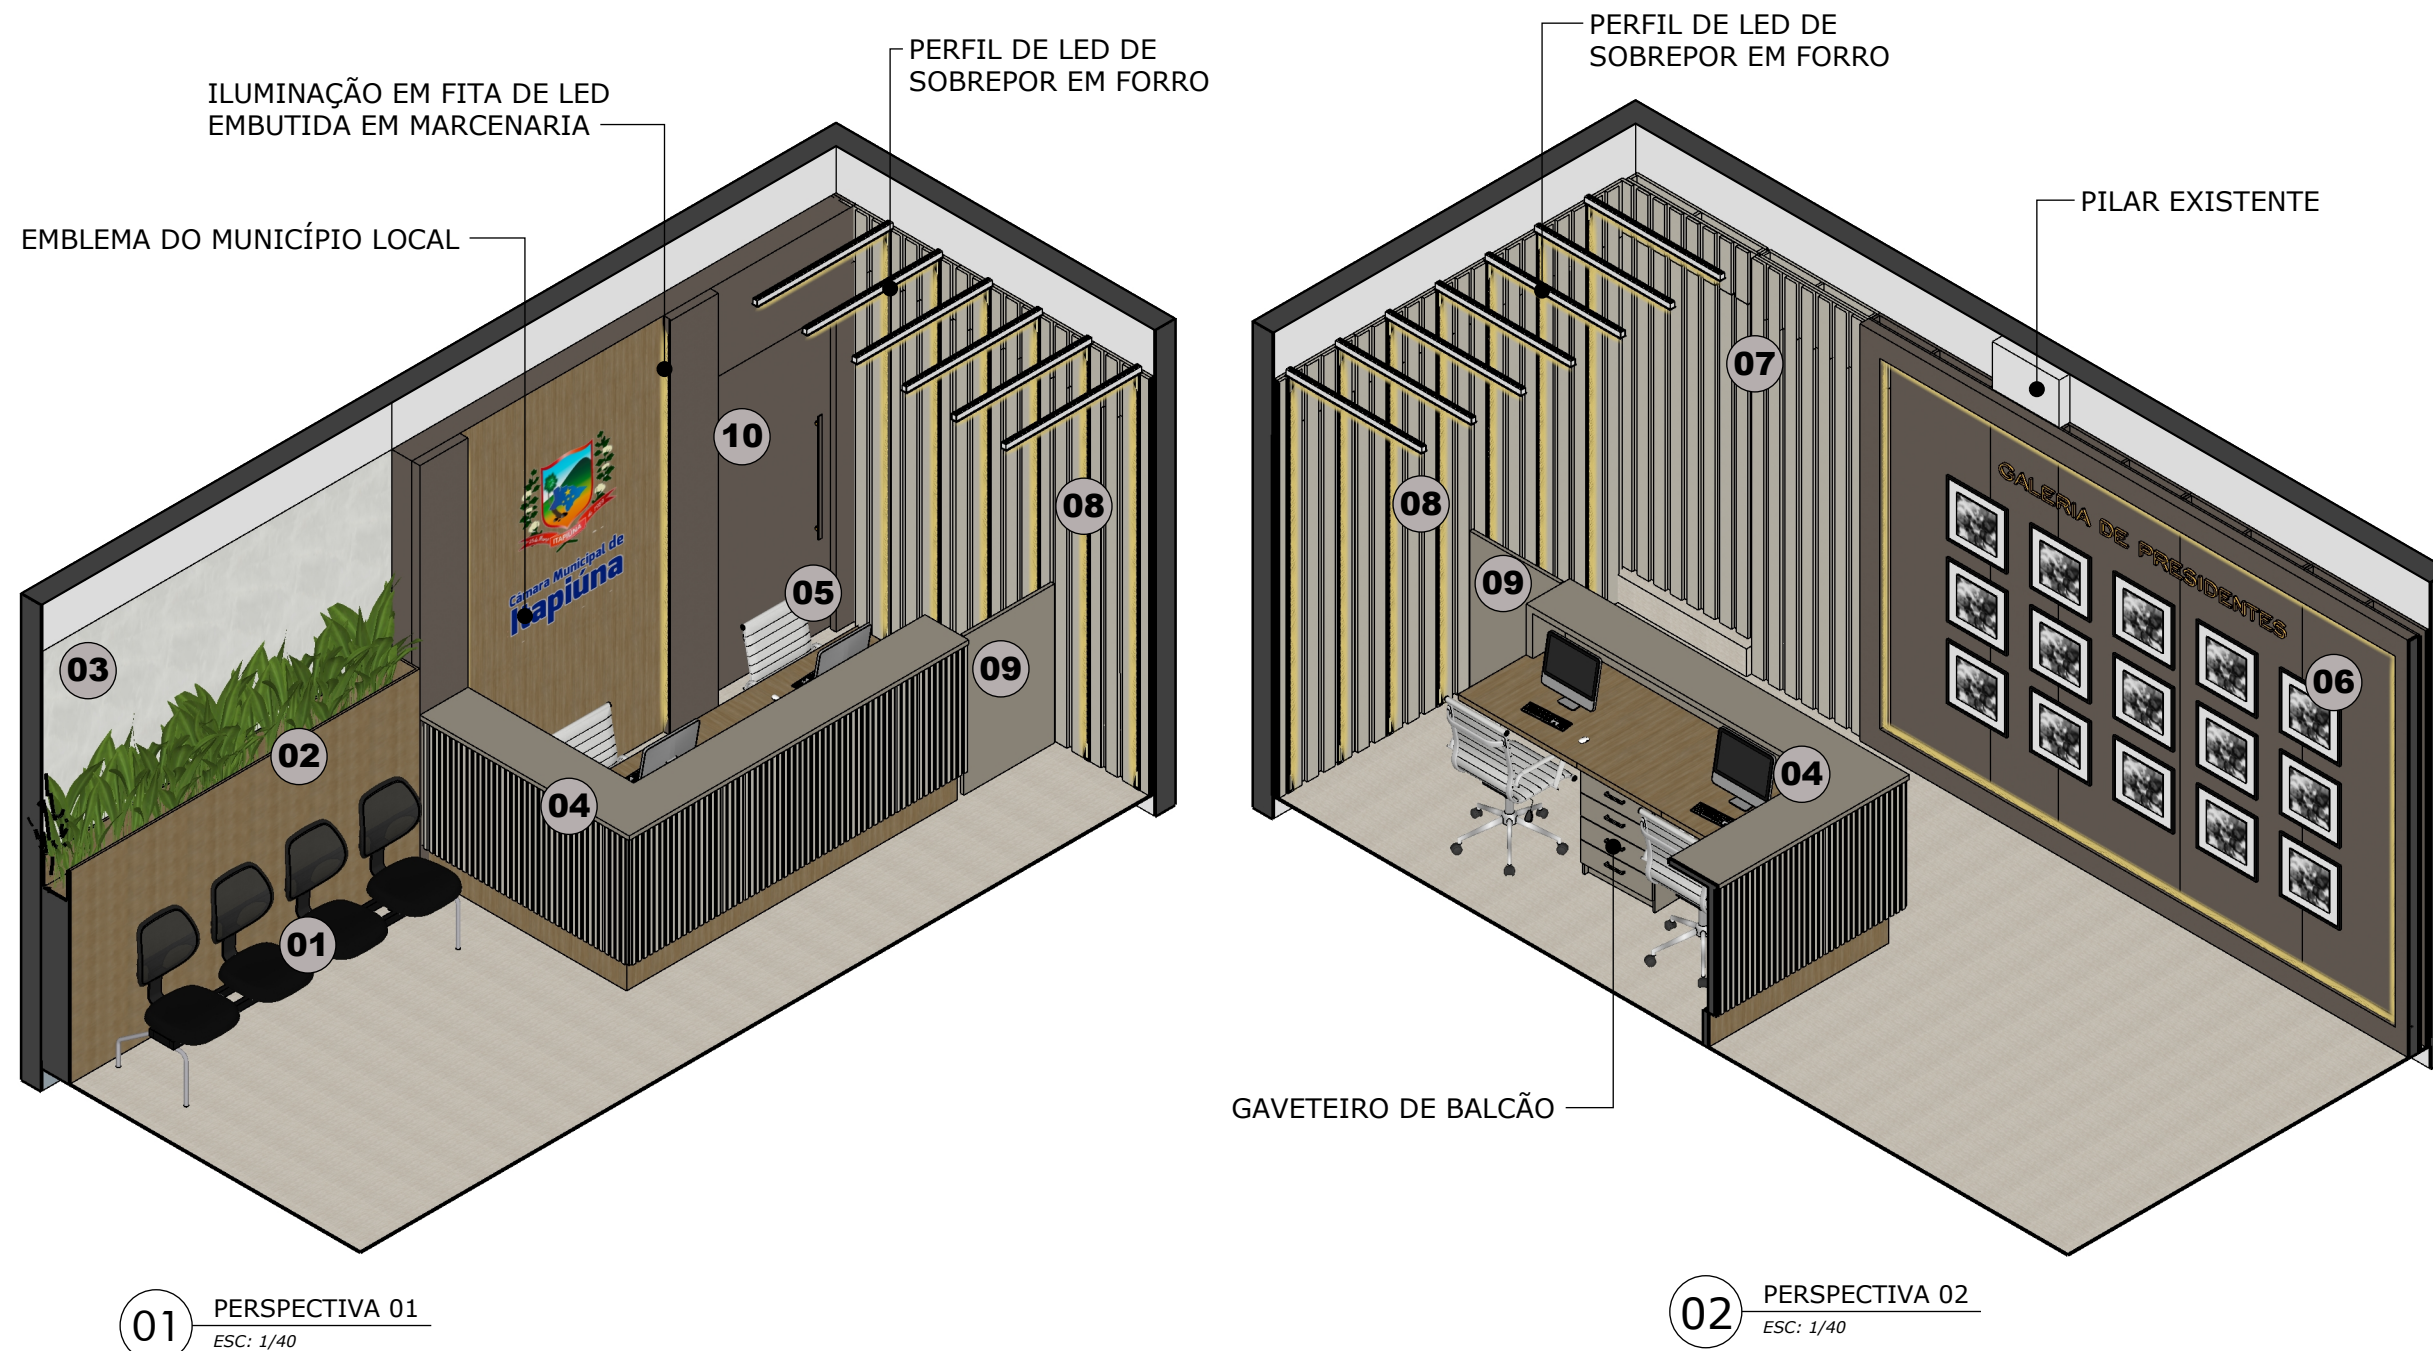 PERFIL DE LED DE
SOBREPOR EM FORRO
ILUMINAÇÃO EM FITA DE LED
EMBUTIDA EM MARCENARIA
EMBLEMA DO MUNICÍPIO LOCAL
10
08
05
03
09
02
04
01
ITAPIÚNA
Câmara Municipal de
Itapiúna
01
PERSPECTIVA 01
ESC: 1/40
PERFIL DE LED DE
SOBREPOR EM FORRO
PILAR EXISTENTE
07
08
09
GALERIA DE PRESIDENTES
06
04
GAVETEIRO DE BALCÃO
02
PERSPECTIVA 02
ESC: 1/40